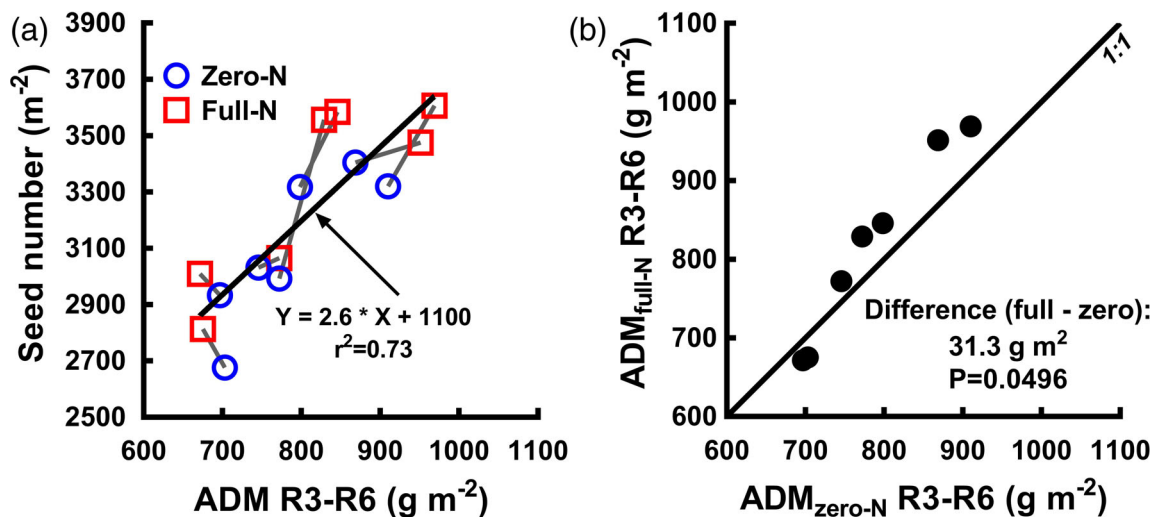 (a)
Seed number (m-2)
3900
3700
3500
3300
3100
2900
2700
2500
Zero-N
Full-N
Y = 2.6 * X + 1100
r2=0.73
600 700 800 900 1000 1100
ADM R3-R6 (g m-2)
(b)
ADMfull-N R3-R6 (g m-2)
1100
1000
900
800
700
600
1:1
Difference (full - zero):
31.3 g m2
P=0.0496
600 700 800 900 1000 1100
ADMzero-N R3-R6 (g m-2)